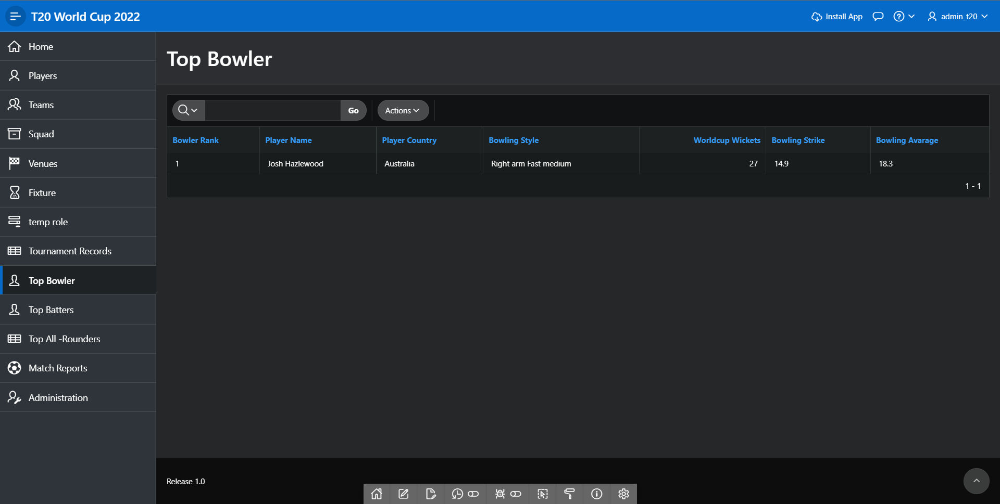 T20 World Cup 2022
Install App
admin_t20
Home
Players
Teams
Squad
Venues
Fixture
temp role
Tournament Records
Top Bowler
Top Batters
Top All -Rounders
Match Reports
Administration
Top Bowler
Go
Actions
Bowler Rank Player Name Player Country Bowling Style Worldcup Wickets Bowling Strike Bowling Avarage
1 Josh Hazlewood Australia Right arm Fast medium 27 14.9 18.3
1 - 1
Release 1.0